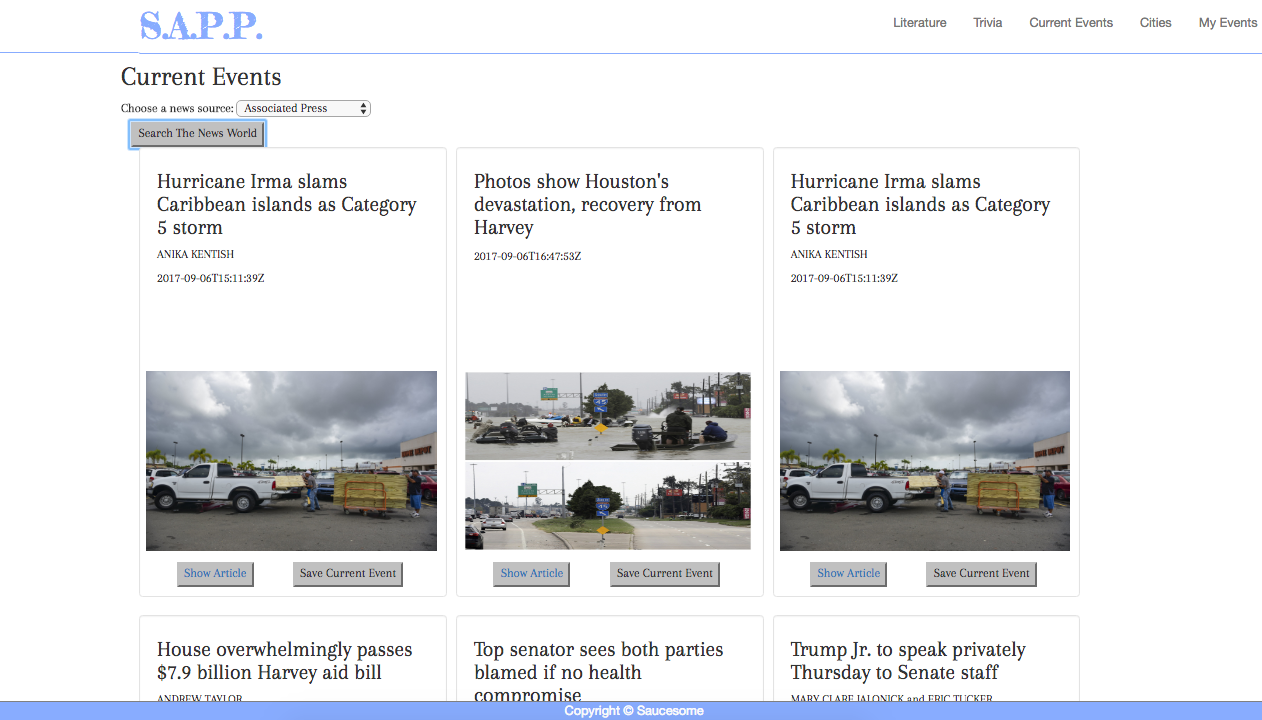 S.A.P.P.
Literature Trivia Current Events Cities My Events
Current Events
Choose a news source: Associated Press
Search The News World
Hurricane Irma slams
Caribbean islands as Category
5 storm
ANIKA KENTISH
2017-09-06T15:11:39Z
Show Article Save Current Event
Photos show Houston's
devastation, recovery from
Harvey
2017-09-06T16:47:53Z
Show Article Save Current Event
Hurricane Irma slams
Caribbean islands as Category
5 storm
ANIKA KENTISH
2017-09-06T15:11:39Z
Show Article Save Current Event
House overwhelmingly passes
$7.9 billion Harvey aid bill
ANDREW TAYLOR
Top senator sees both parties
blamed if no health
compromise
Trump Jr. to speak privately
Thursday to Senate staff
MARY CLARE JALONICK and ERIC TUCKER
Copyright © Saucesome